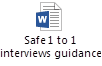 W
Safe 1 to 1
interviews guidance